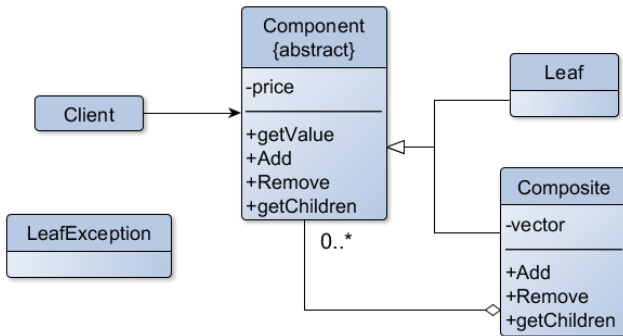 Component
{abstract}
-price
+getValue
+Add
+Remove
+getChildren
Client
LeafException
0..*
Leaf
Composite
-vector
+Add
+Remove
+getChildren